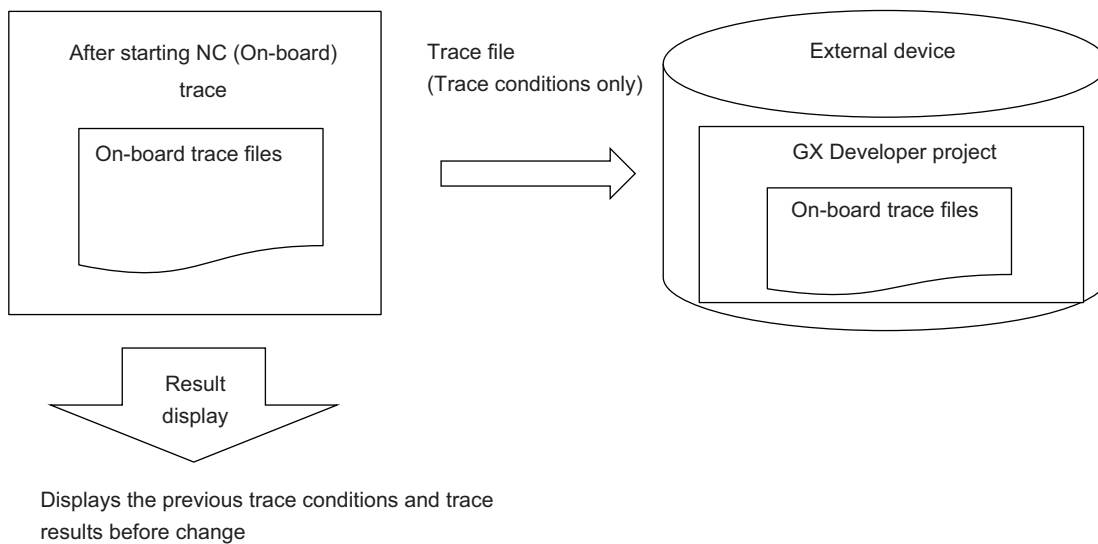 After starting NC (On-board)
trace
On-board trace files
Trace file
(Trace conditions only)
External device
GX Developer project
On-board trace files
Result
display
Displays the previous trace conditions and trace
results before change